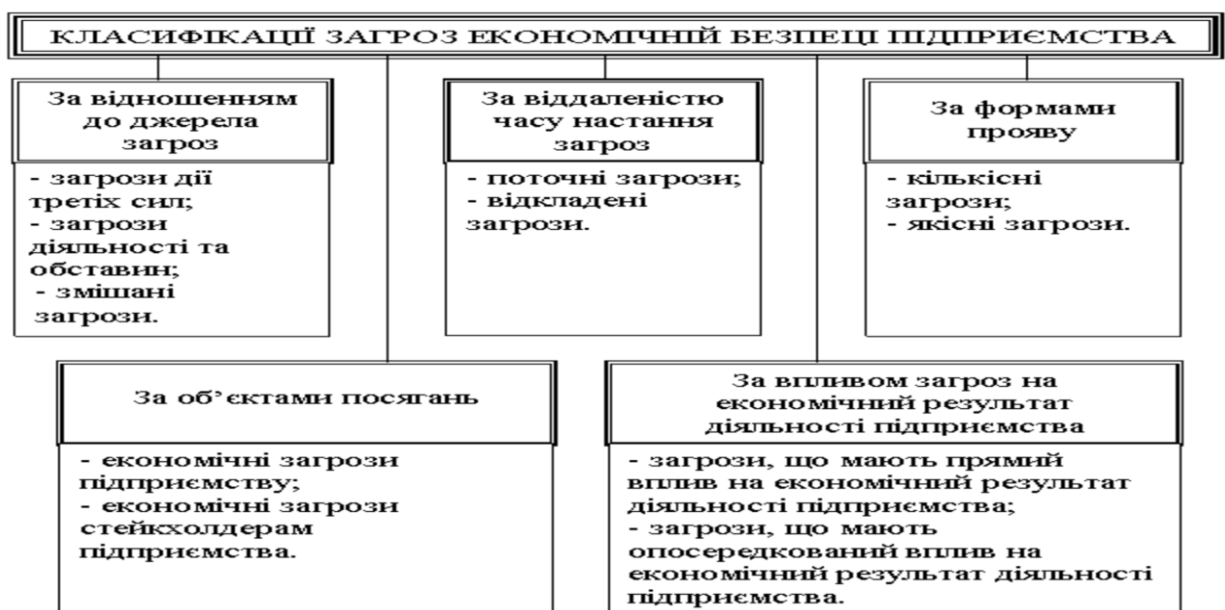 КЛАСИФІКАЦІЇ ЗАГРОЗ ЕКОНОМІЧНІЙ БЕЗПЕЦІ ПІДПРИЄМСТВА
За відношенням
до джерела
загроз
- загрози дії
третіх сил;
- загрози
діяльності та
обставин;
- змішані
загрози.
За віддаленістю
часу настання
загроз
- поточні загрози;
- відкладені
загрози.
За формами
прояву
- кількісні
загрози;
- якісні загрози.
За об’єктами посягань
- економічні загрози
підприємству;
- економічні загрози
стейкхолдерам
підприємства.
За впливом загроз на
економічний результат
діяльності підприємства
- загрози, що мають прямий
вплив на економічний результат
діяльності підприємства;
- загрози, що мають
опосередкований вплив на
економічний результат діяльності
підприємства.